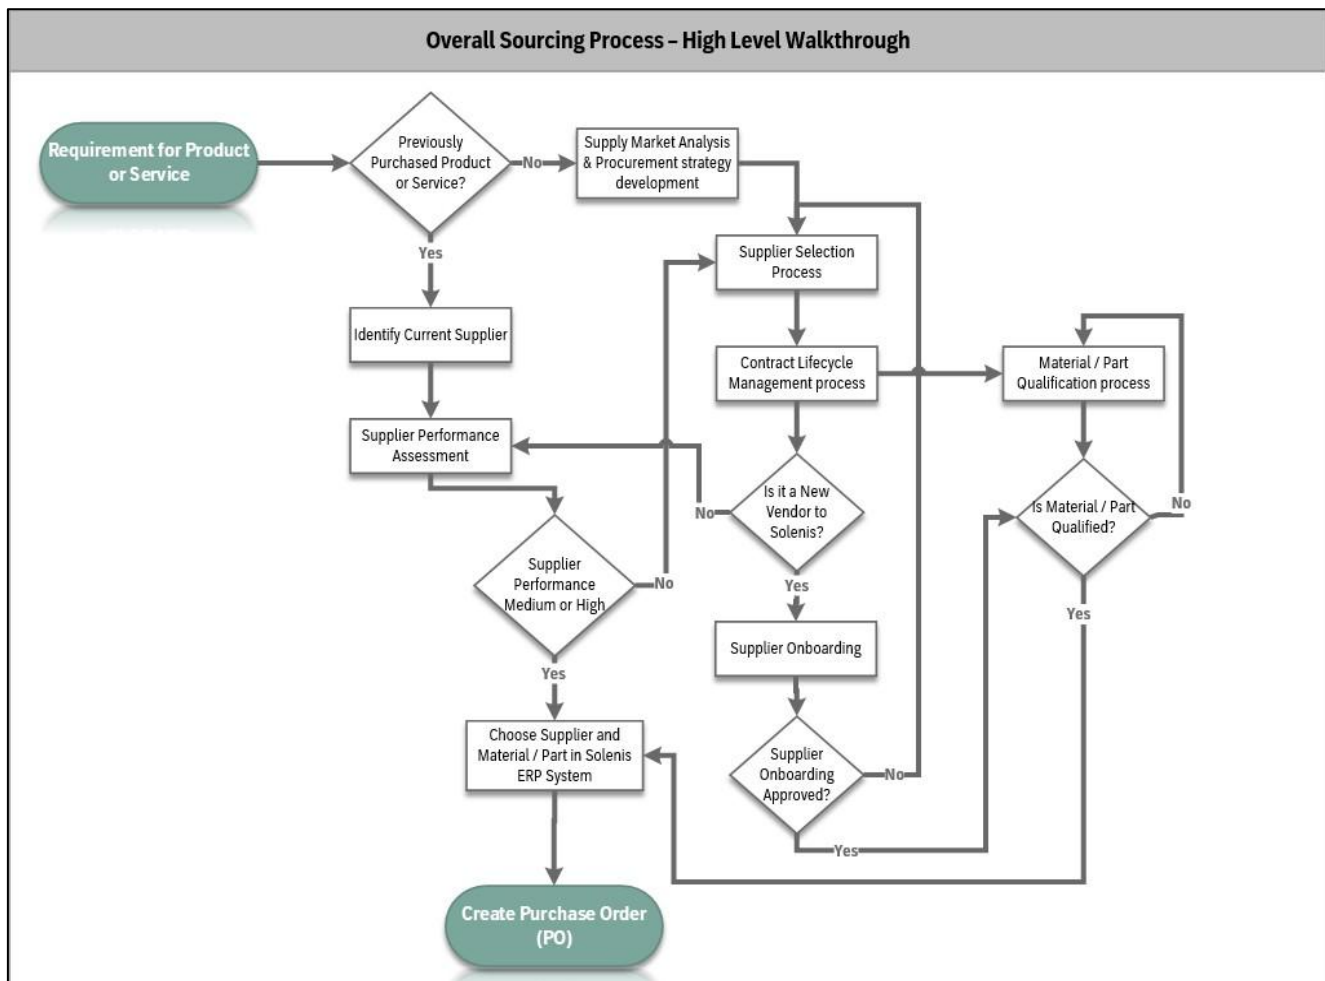 Overall Sourcing Process – High Level Walkthrough
Requirement for Product
or Service
Previously
Purchased Product
or Service?
No
Supply Market Analysis
& Procurement strategy
development
Yes
Supplier Selection
Process
Identify Current Supplier
Contract Lifecycle
Management process
Material / Part
Qualification process
Supplier Performance
Assessment
Is it a New
Vendor to
Solenis?
No
Is Material / Part
Qualified?
No
Supplier
Performance
Medium or High
No
Yes
Yes
Supplier Onboarding
Yes
Choose Supplier and
Material / Part in Solenis
ERP System
Supplier
Onboarding
Approved?
No
Yes
Create Purchase Order
(PO)